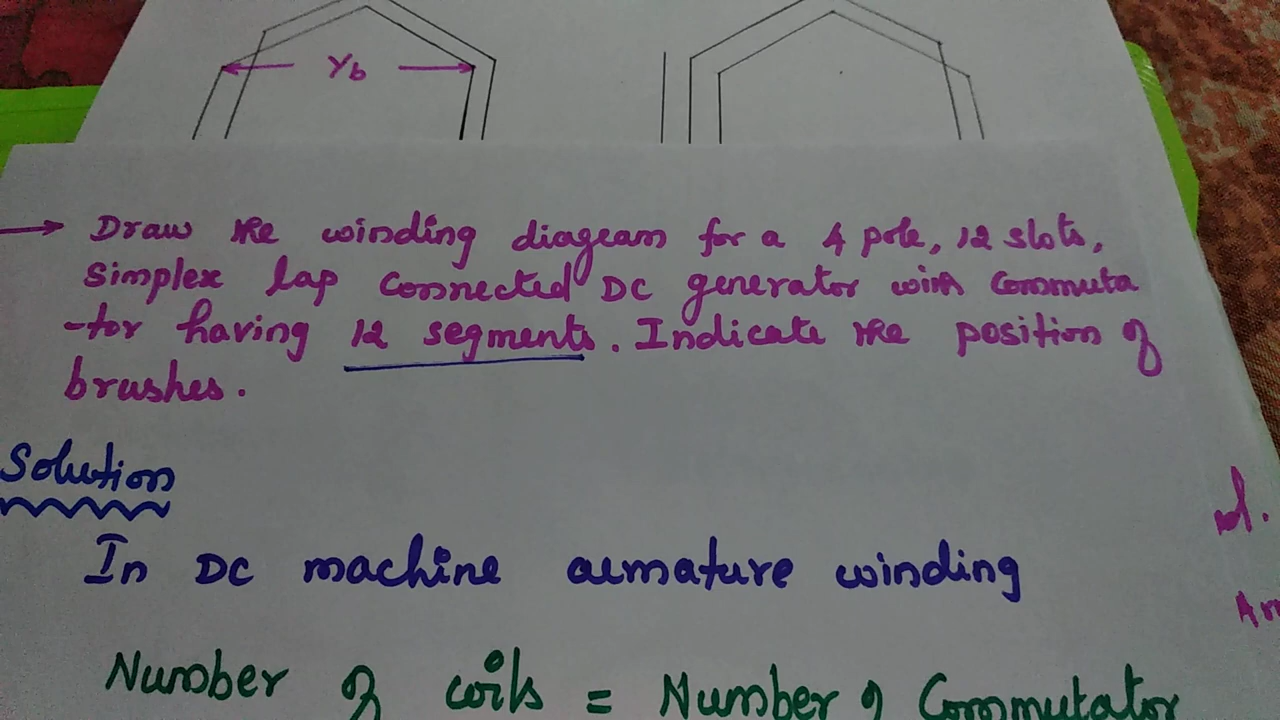 Yb
→ Draw the winding diagram for a 4 pole, 12 slots,
Simplex lap connected DC generator with Commuta
-tor having 12 segments. Indicate the position of
brushes.
Solution
In DC machine armature winding
Number of coils = Number of Commutator